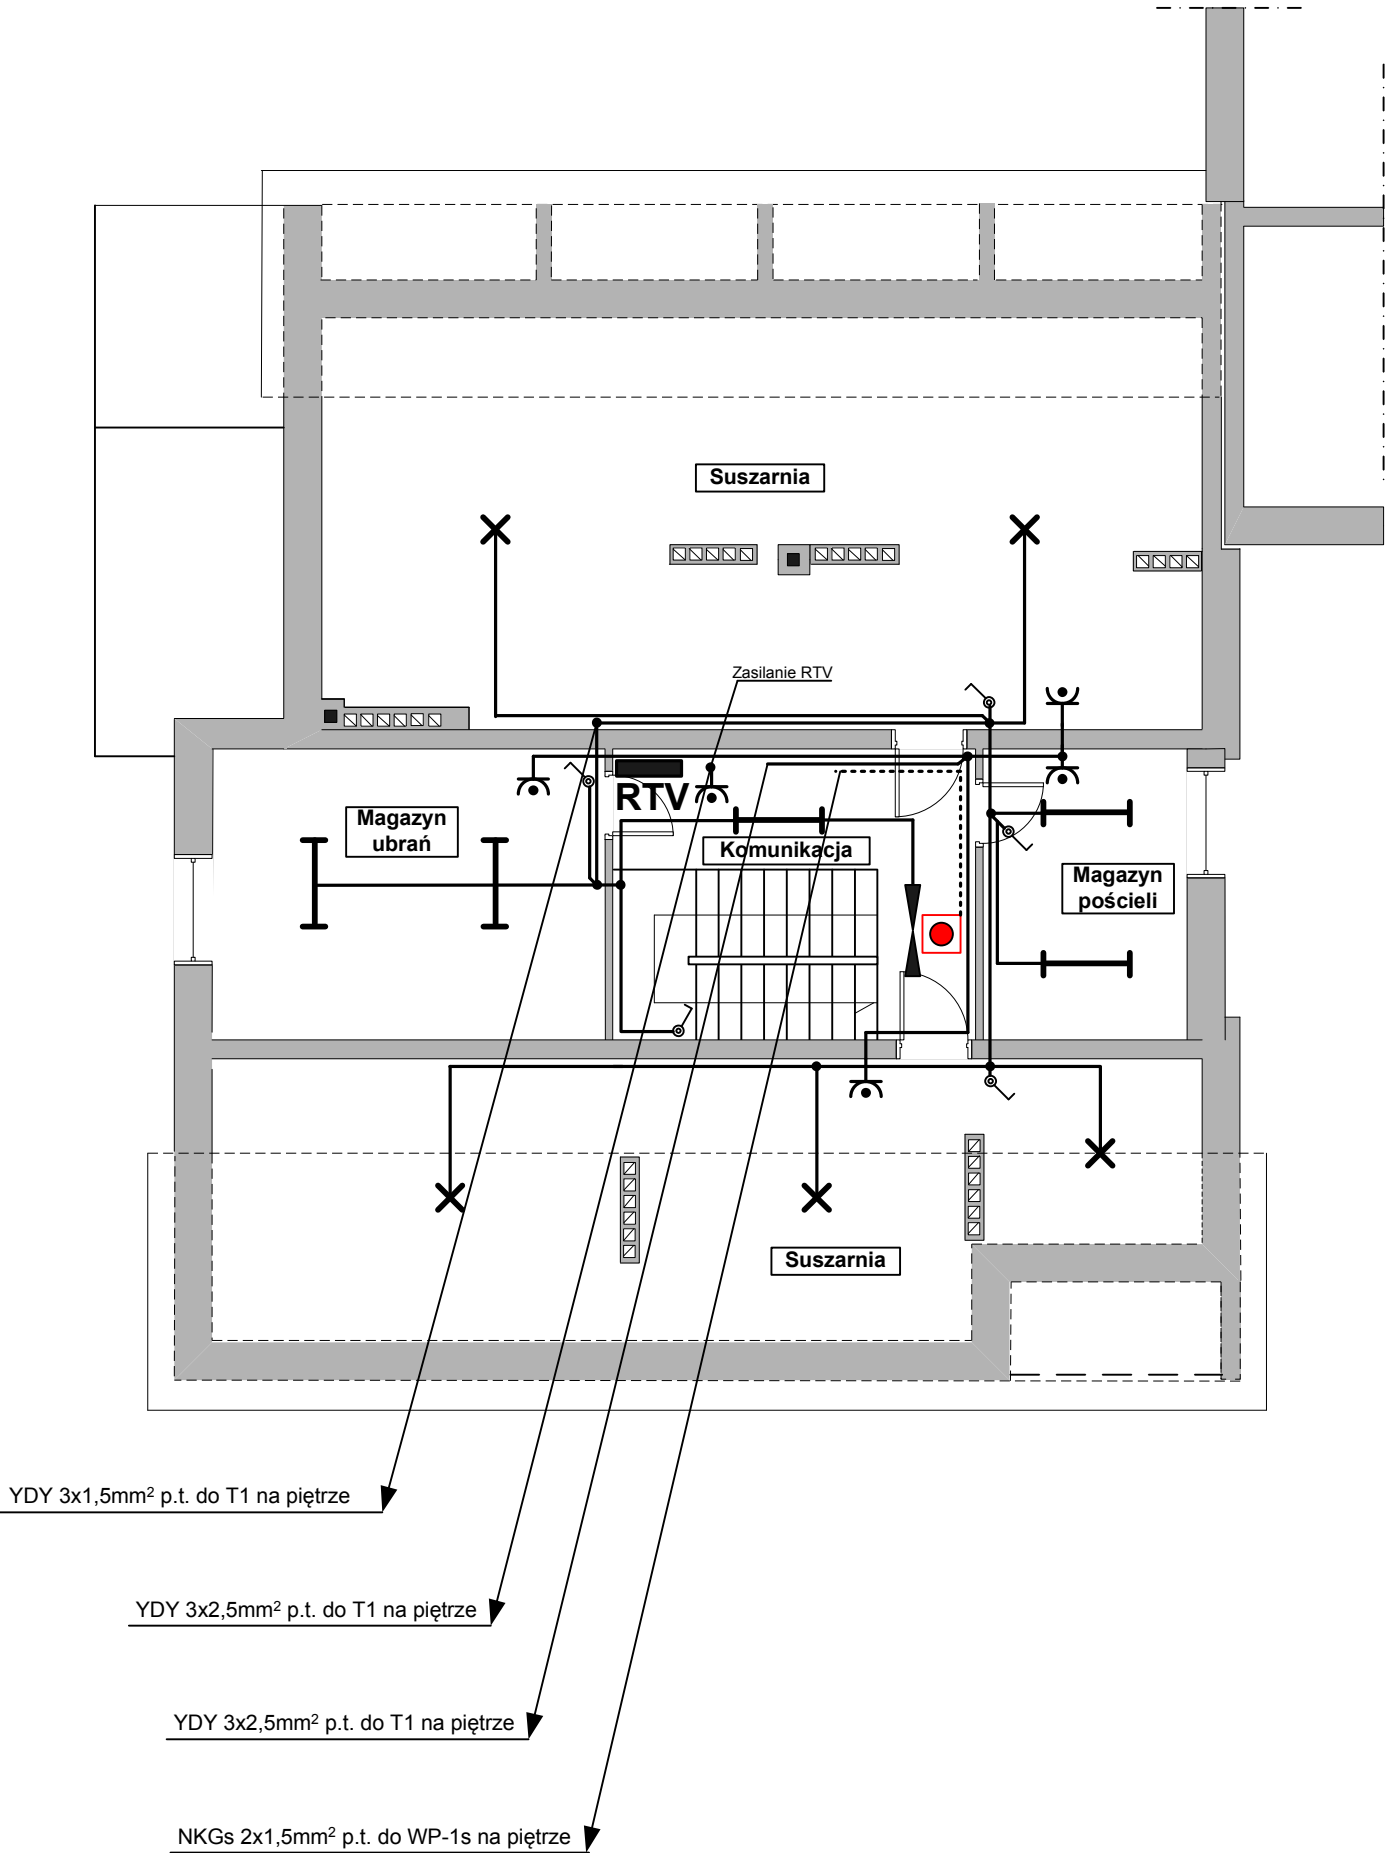 Suszarnia
Zasilanie RTV
RTV
Magazyn
ubrań
Komunikacja
Magazyn
pościeli
Suszarnia
YDY 3x1,5mm² p.t. do T1 na piętrze
YDY 3x2,5mm² p.t. do T1 na piętrze
YDY 3x2,5mm² p.t. do T1 na piętrze
NKGs 2x1,5mm² p.t. do WP-1s na piętrze